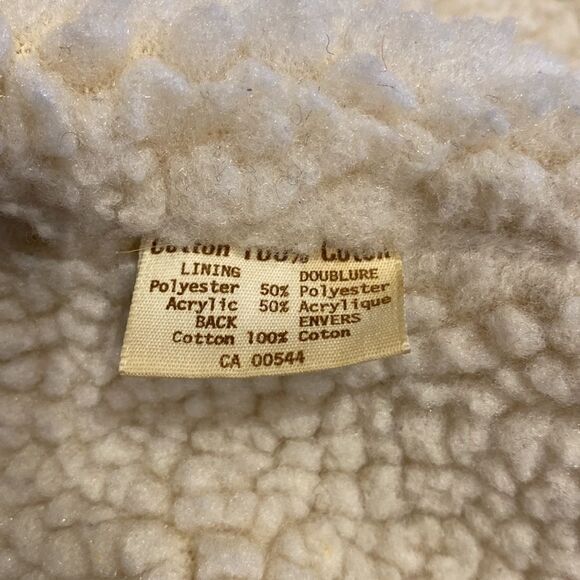 Cotton 100% Coton
LINING DOUBLURE
Polyester 50% Polyester
Acrylic 50% Acrylique
BACK ENVERS
Cotton 100% Coton
CA 00544